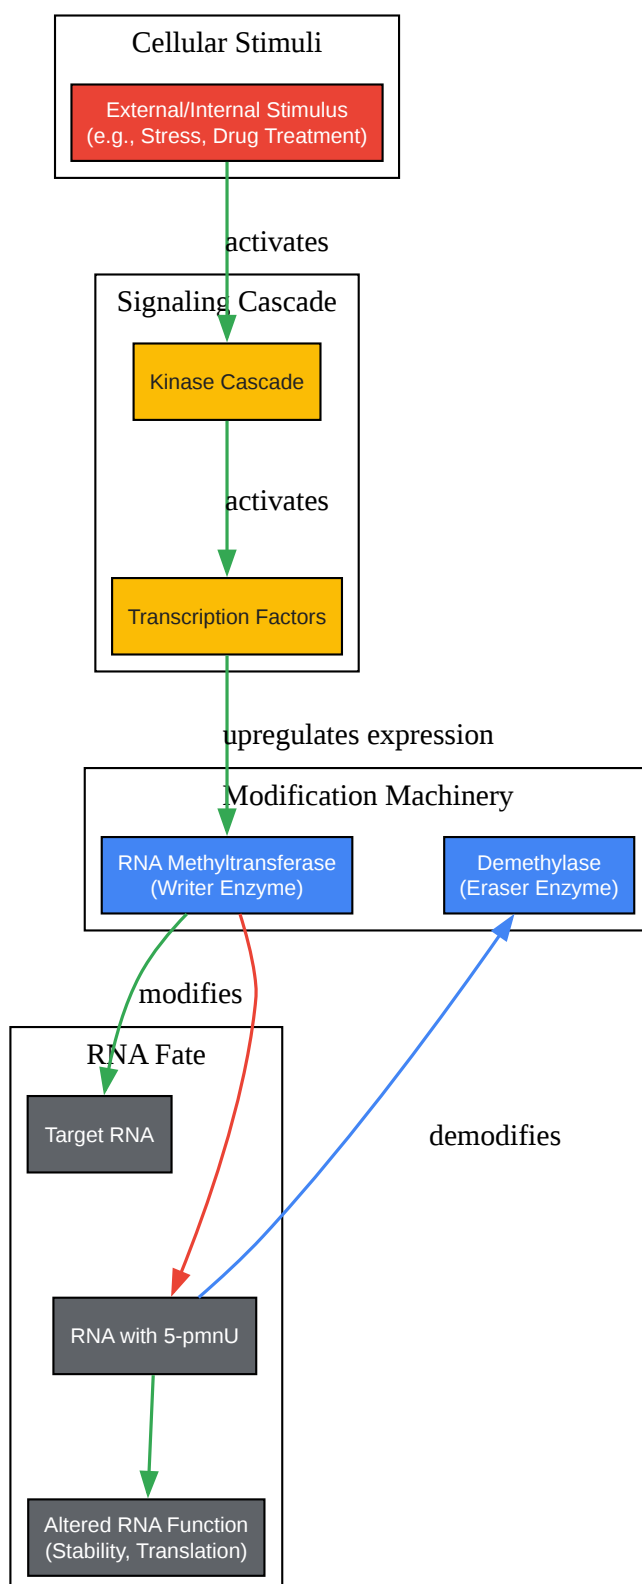 Cellular Stimuli
External/Internal Stimulus
(e.g., Stress, Drug Treatment)
activates
Signaling Cascade
Kinase Cascade
activates
Transcription Factors
upregulates expression
Modification Machinery
RNA Methyltransferase
(Writer Enzyme)
Demethylase
(Eraser Enzyme)
modifies
RNA Fate
Target RNA
demodifies
RNA with 5-pmnU
Altered RNA Function
(Stability, Translation)